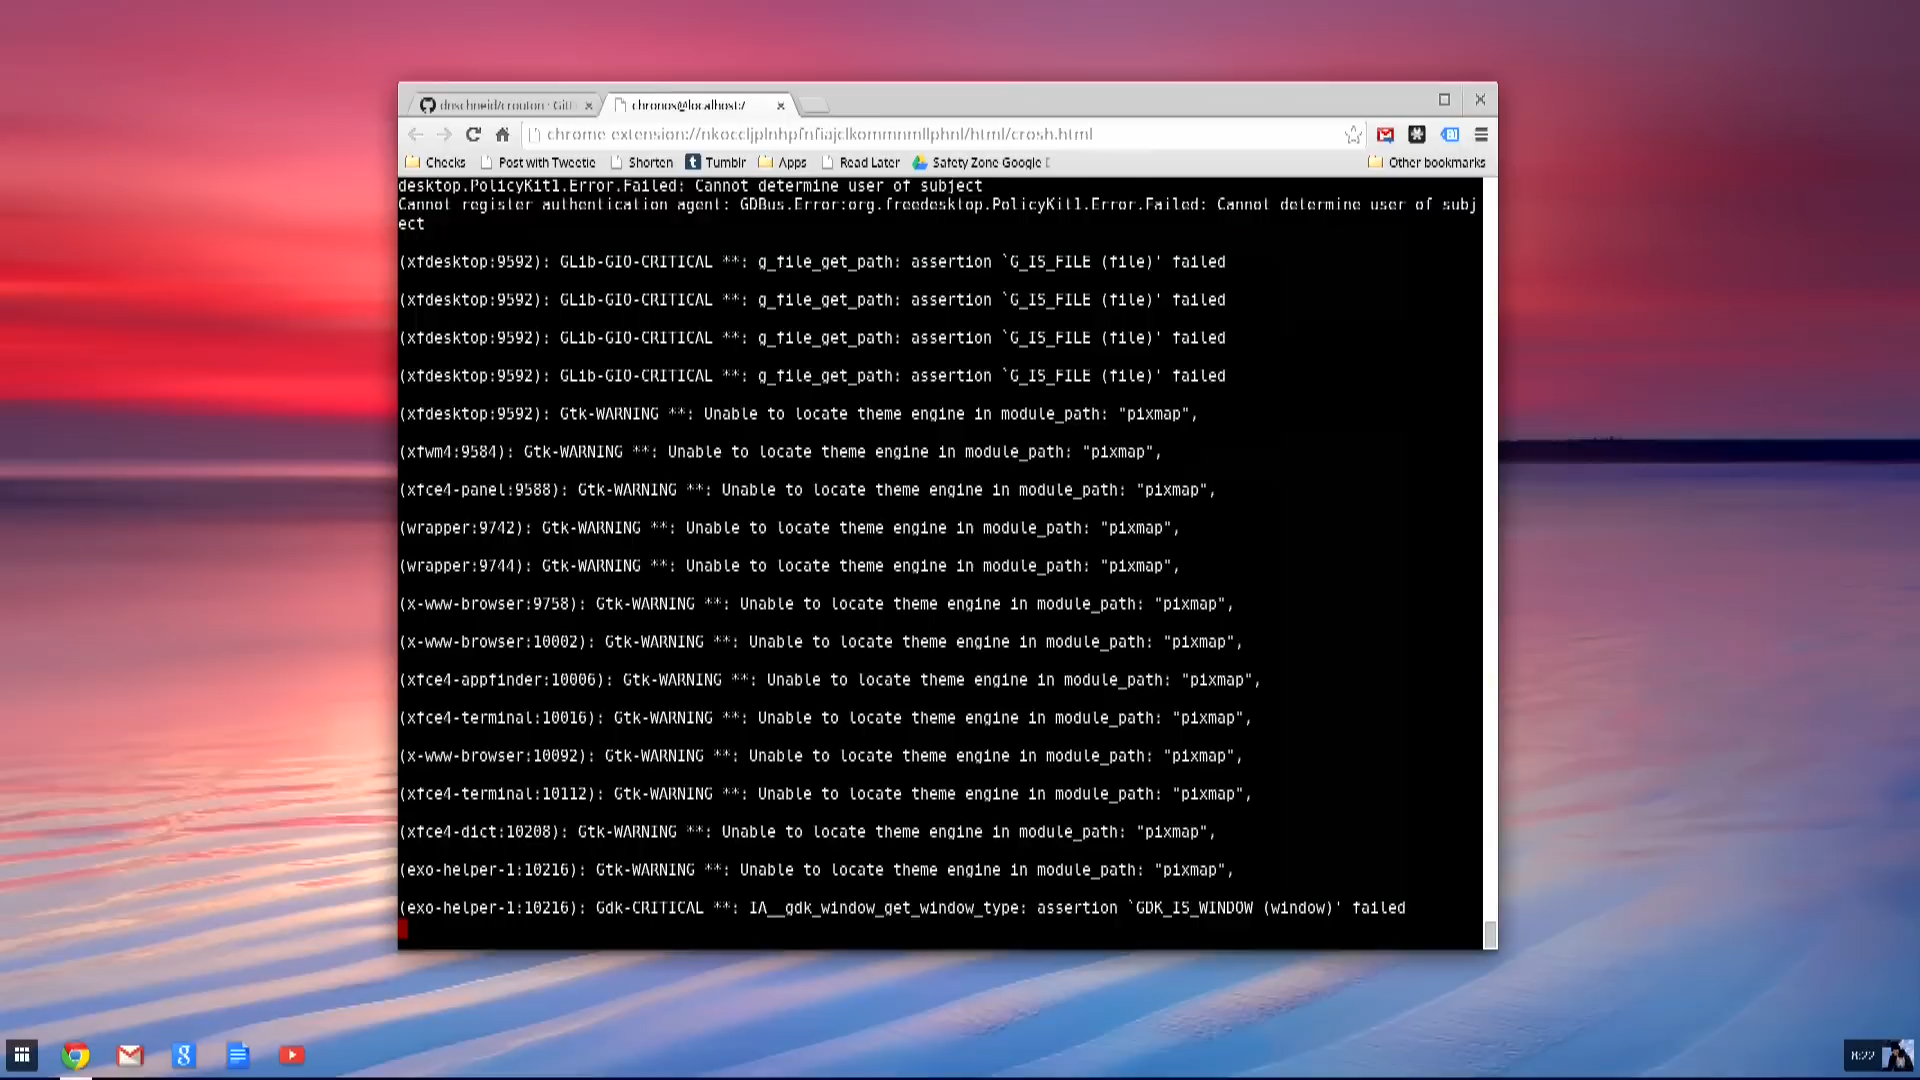 dnschneid/crouton · Git
chronos@localhost:/
chrome-extension://nkoccljplnhpfnfiajclkommnmllphnl/html/crosh.html
Checks
Post with Tweetie
Shorten
Tumblr
Apps
Read Later
Safety Zone Google
Other bookmarks
desktop.PolicyKit1.Error.Failed: Cannot determine user of subject
Cannot register authentication agent: GDBus.Error:org.freedesktop.PolicyKit1.Error.Failed: Cannot determine user of subj
ect
(xfdesktop:9592): GLib-GIO-CRITICAL **: g_file_get_path: assertion `G_IS_FILE (file)' failed
(xfdesktop:9592): GLib-GIO-CRITICAL **: g_file_get_path: assertion `G_IS_FILE (file)' failed
(xfdesktop:9592): GLib-GIO-CRITICAL **: g_file_get_path: assertion `G_IS_FILE (file)' failed
(xfdesktop:9592): GLib-GIO-CRITICAL **: g_file_get_path: assertion `G_IS_FILE (file)' failed
(xfdesktop:9592): Gtk-WARNING **: Unable to locate theme engine in module_path: "pixmap",
(xfwm4:9584): Gtk-WARNING **: Unable to locate theme engine in module_path: "pixmap",
(xfce4-panel:9588): Gtk-WARNING **: Unable to locate theme engine in module_path: "pixmap",
(wrapper:9742): Gtk-WARNING **: Unable to locate theme engine in module_path: "pixmap",
(wrapper:9744): Gtk-WARNING **: Unable to locate theme engine in module_path: "pixmap",
(x-www-browser:9758): Gtk-WARNING **: Unable to locate theme engine in module_path: "pixmap",
(x-www-browser:10002): Gtk-WARNING **: Unable to locate theme engine in module_path: "pixmap",
(xfce4-appfinder:10006): Gtk-WARNING **: Unable to locate theme engine in module_path: "pixmap",
(xfce4-terminal:10016): Gtk-WARNING **: Unable to locate theme engine in module_path: "pixmap",
(x-www-browser:10092): Gtk-WARNING **: Unable to locate theme engine in module_path: "pixmap",
(xfce4-terminal:10112): Gtk-WARNING **: Unable to locate theme engine in module_path: "pixmap",
(xfce4-dict:10208): Gtk-WARNING **: Unable to locate theme engine in module_path: "pixmap",
(exo-helper-1:10216): Gtk-WARNING **: Unable to locate theme engine in module_path: "pixmap",
(exo-helper-1:10216): Gdk-CRITICAL **: IA__gdk_window_get_window_type: assertion `GDK_IS_WINDOW (window)' failed
8:22